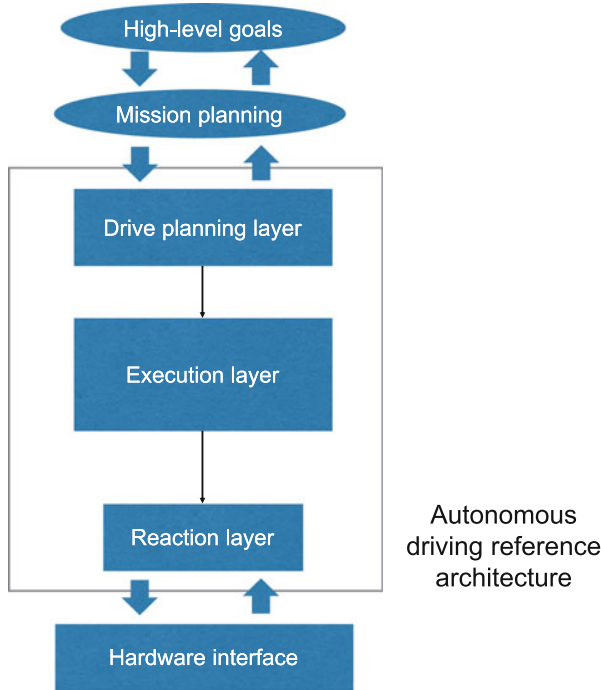 High-level goals
Mission planning
Drive planning layer
Execution layer
Reaction layer
Autonomous
driving reference
architecture
Hardware interface